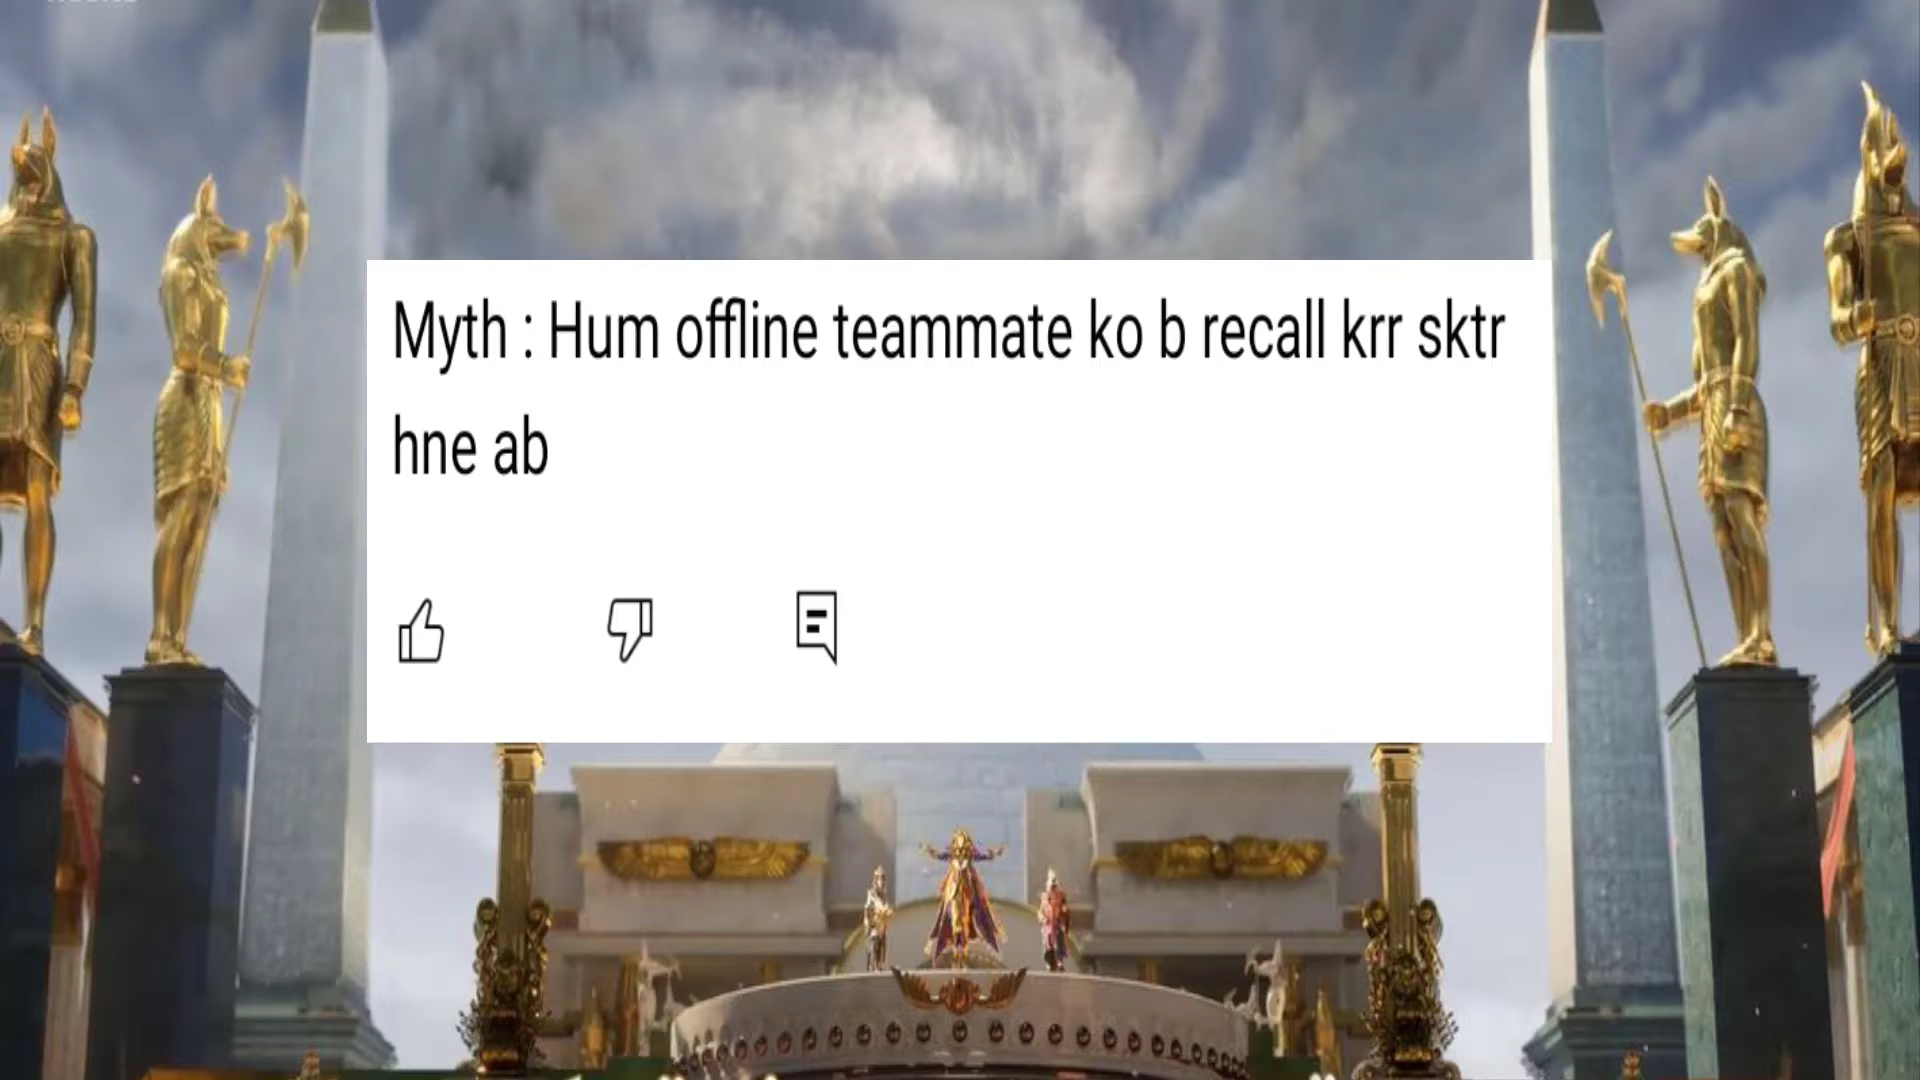 Myth : Hum offline teammate ko b recall krr sktr
hne ab